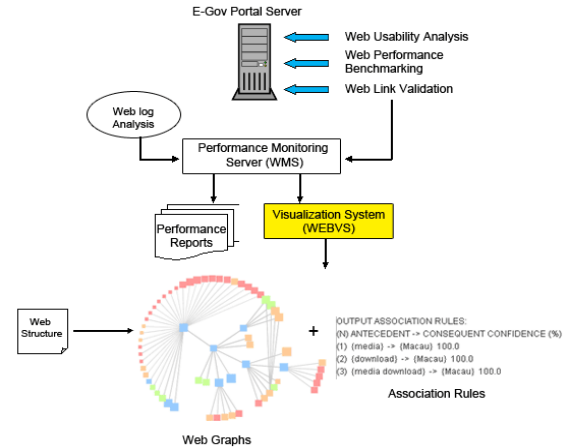 E-Gov Portal Server
Web Usability Analysis
Web Performance
Benchmarking
Web Link Validation
Web log
Analysis
Performance Monitoring
Server (WMS)
Performance
Reports
Visualization System
(WEBVS)
Web
Structure
+
OUTPUT ASSOCIATION RULES:
(N) ANTECEDENT -> CONSEQUENT CONFIDENCE (%)
(1) {media} -> {Macau} 100.0
(2) {download} -> {Macau} 100.0
(3) {media download} -> {Macau} 100.0
Association Rules
Web Graphs